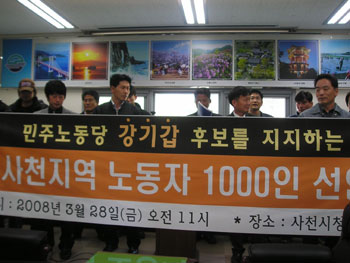 민주노동당 강기갑 후보를 지지하는
사천지역 노동자 1000인 선언
: 2008년 3월 28일(금) 오전 11시 * 장소 : 사천시청